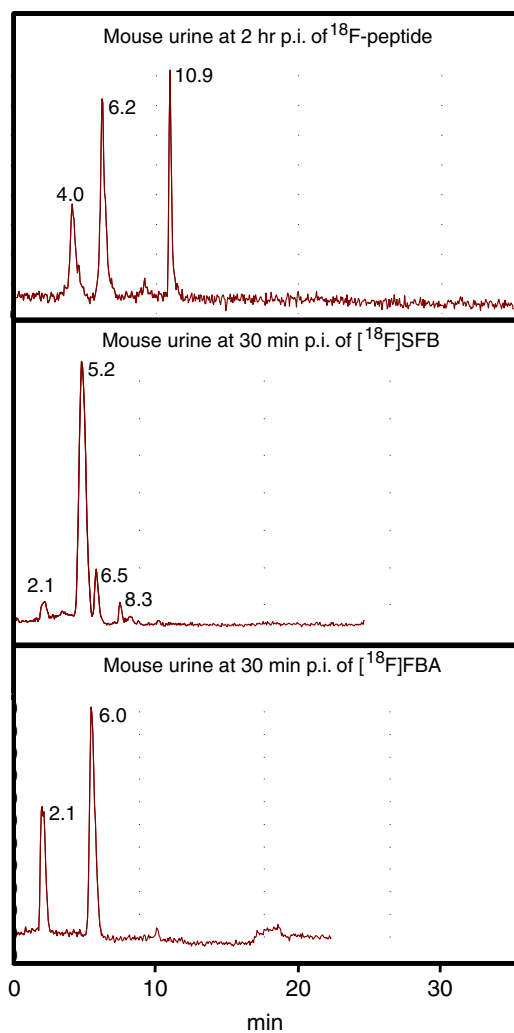 Mouse urine at 2 hr p.i. of ¹⁸F-peptide
10.9
6.2
4.0
Mouse urine at 30 min p.i. of [¹⁸F]SFB
5.2
6.5
2.1
8.3
Mouse urine at 30 min p.i. of [¹⁸F]FBA
6.0
2.1
0 10 20 30
min